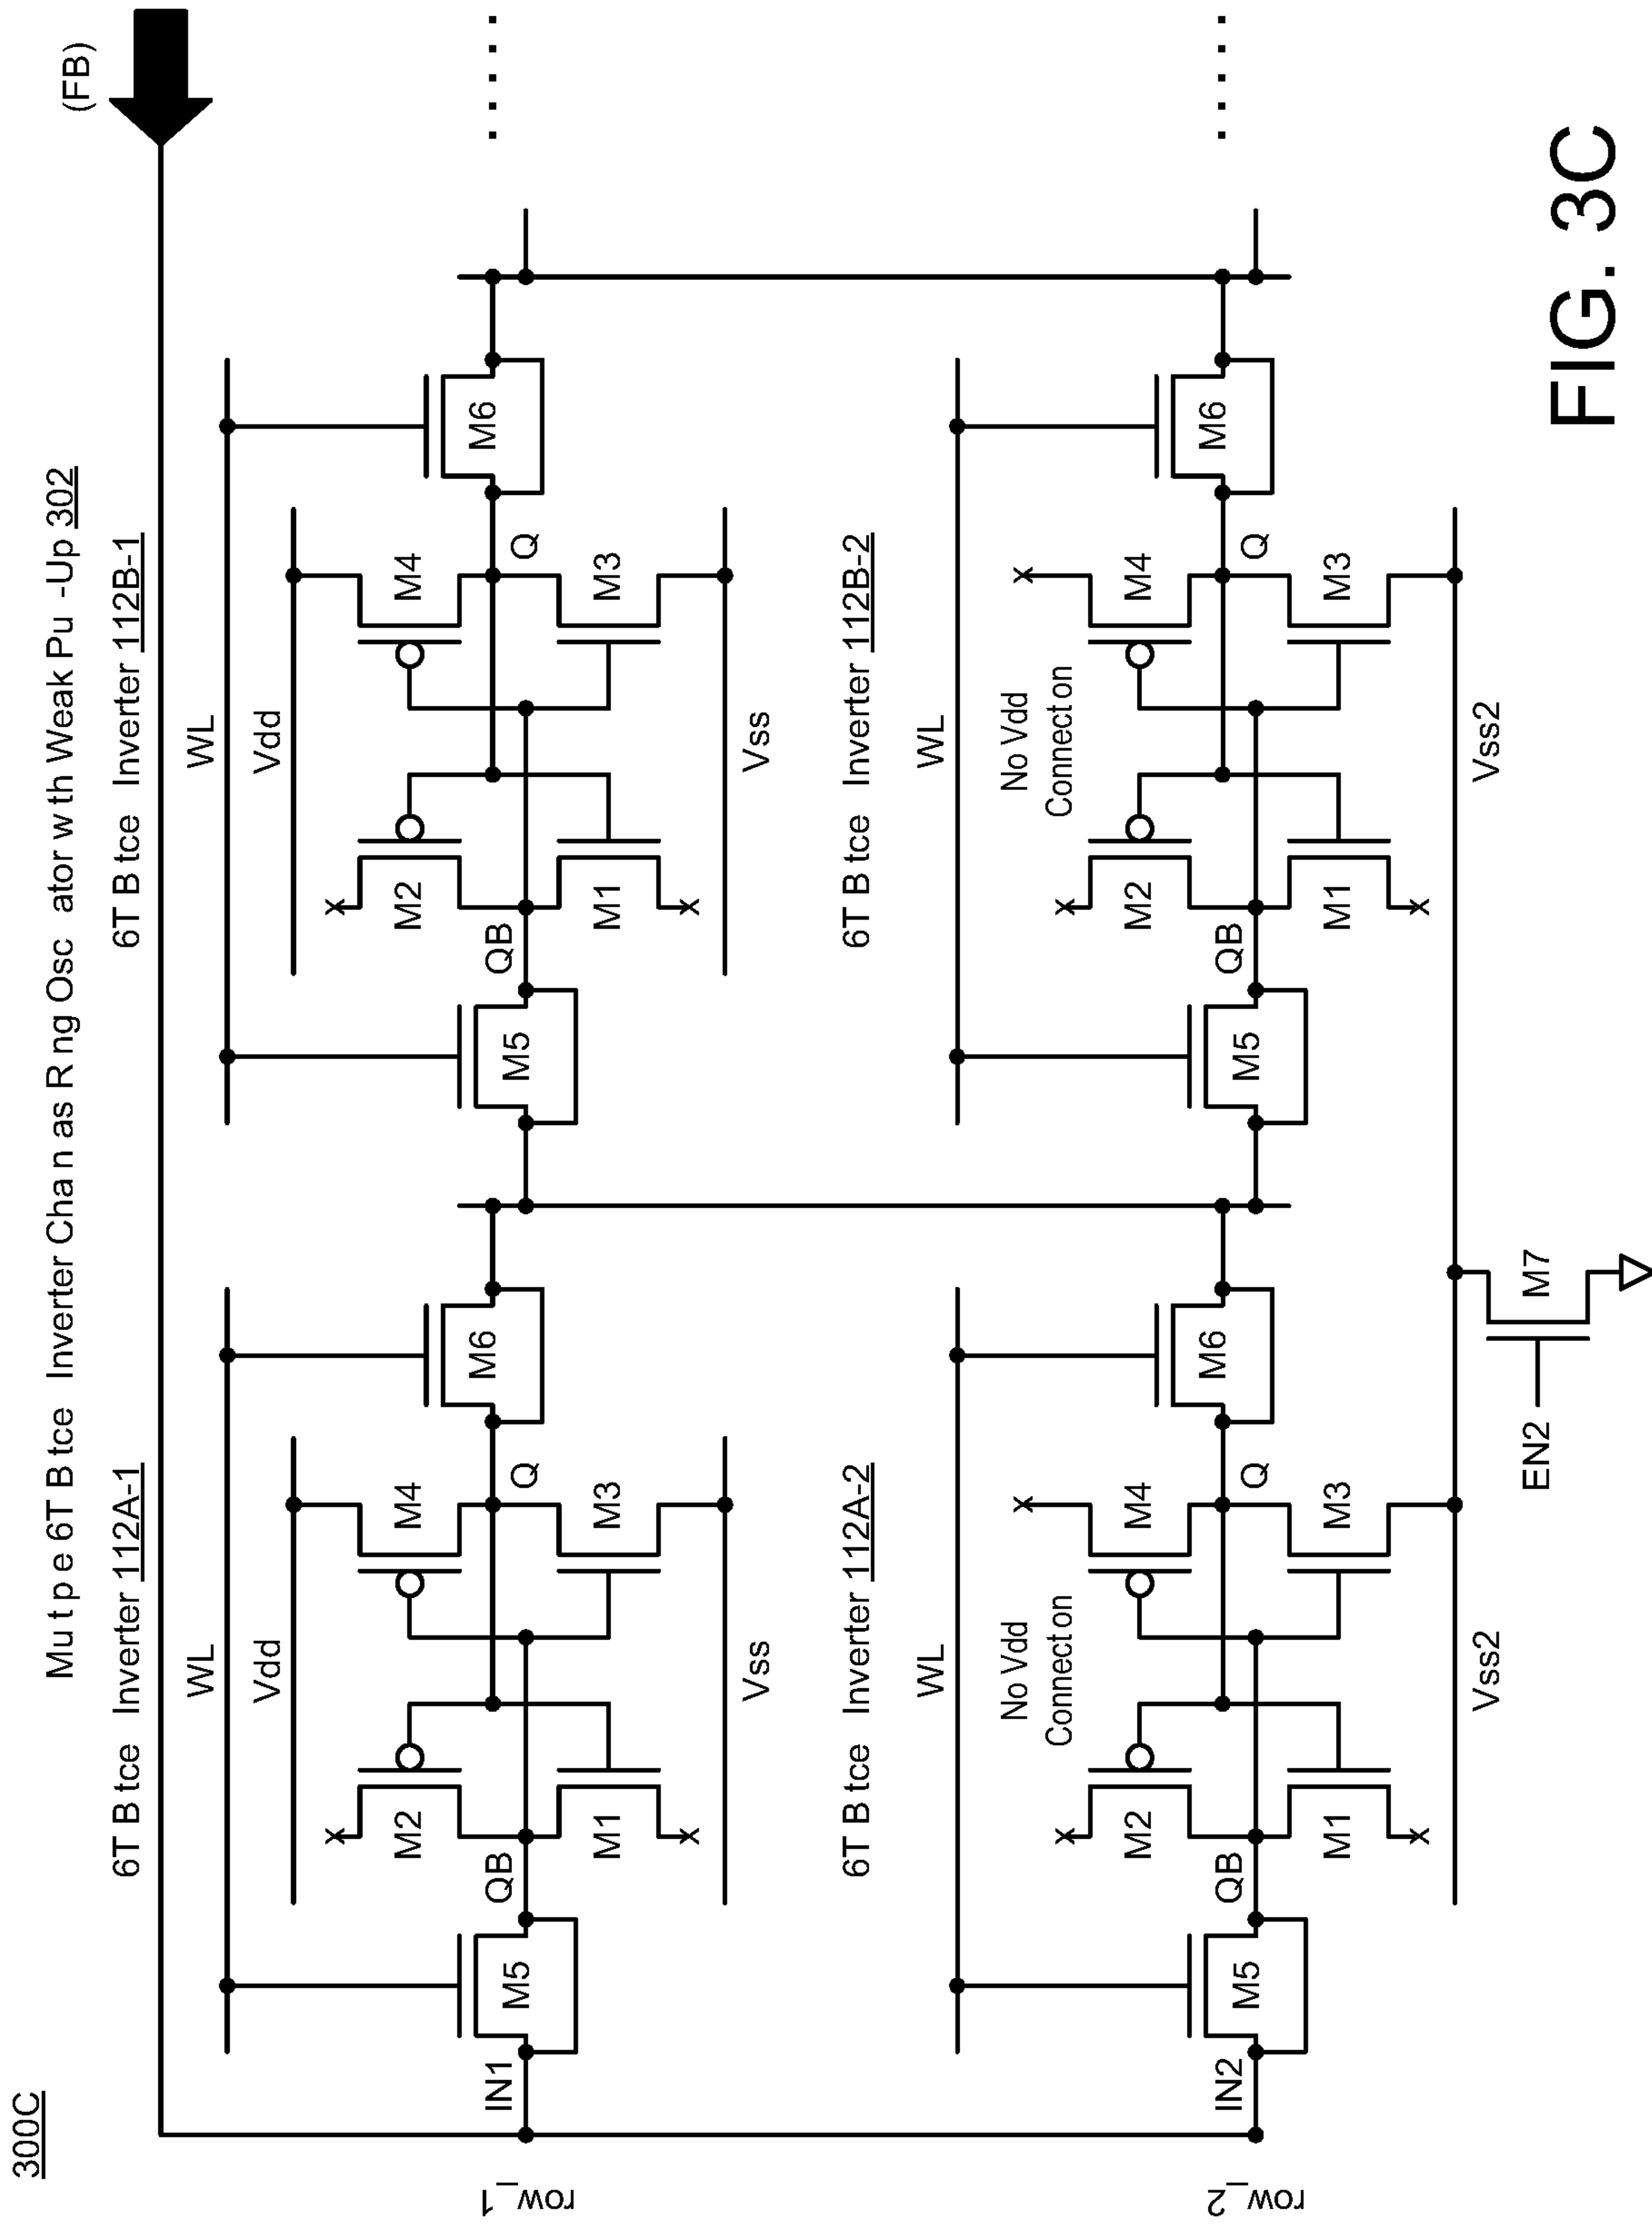 300C
Mu t p e 6T B tce Inverter Cha n as R ng Osc ator w th Weak Pu -Up 302
(FB)
6T B tce Inverter 112A-1
6T B tce Inverter 112B-1
WL
WL
Vdd
Vdd
M2
M4
M2
M4
row_1
IN1
M5
QB
Q
M6
M5
QB
Q
M6
M1
M3
M1
M3
Vss
Vss
6T B tce Inverter 112A-2
6T B tce Inverter 112B-2
WL
WL
No Vdd
Connect on
No Vdd
Connect on
M2
M4
M2
M4
row_2
IN2
M5
QB
Q
M6
M5
QB
Q
M6
M1
M3
M1
M3
Vss2
Vss2
EN2
M7
FIG. 3C